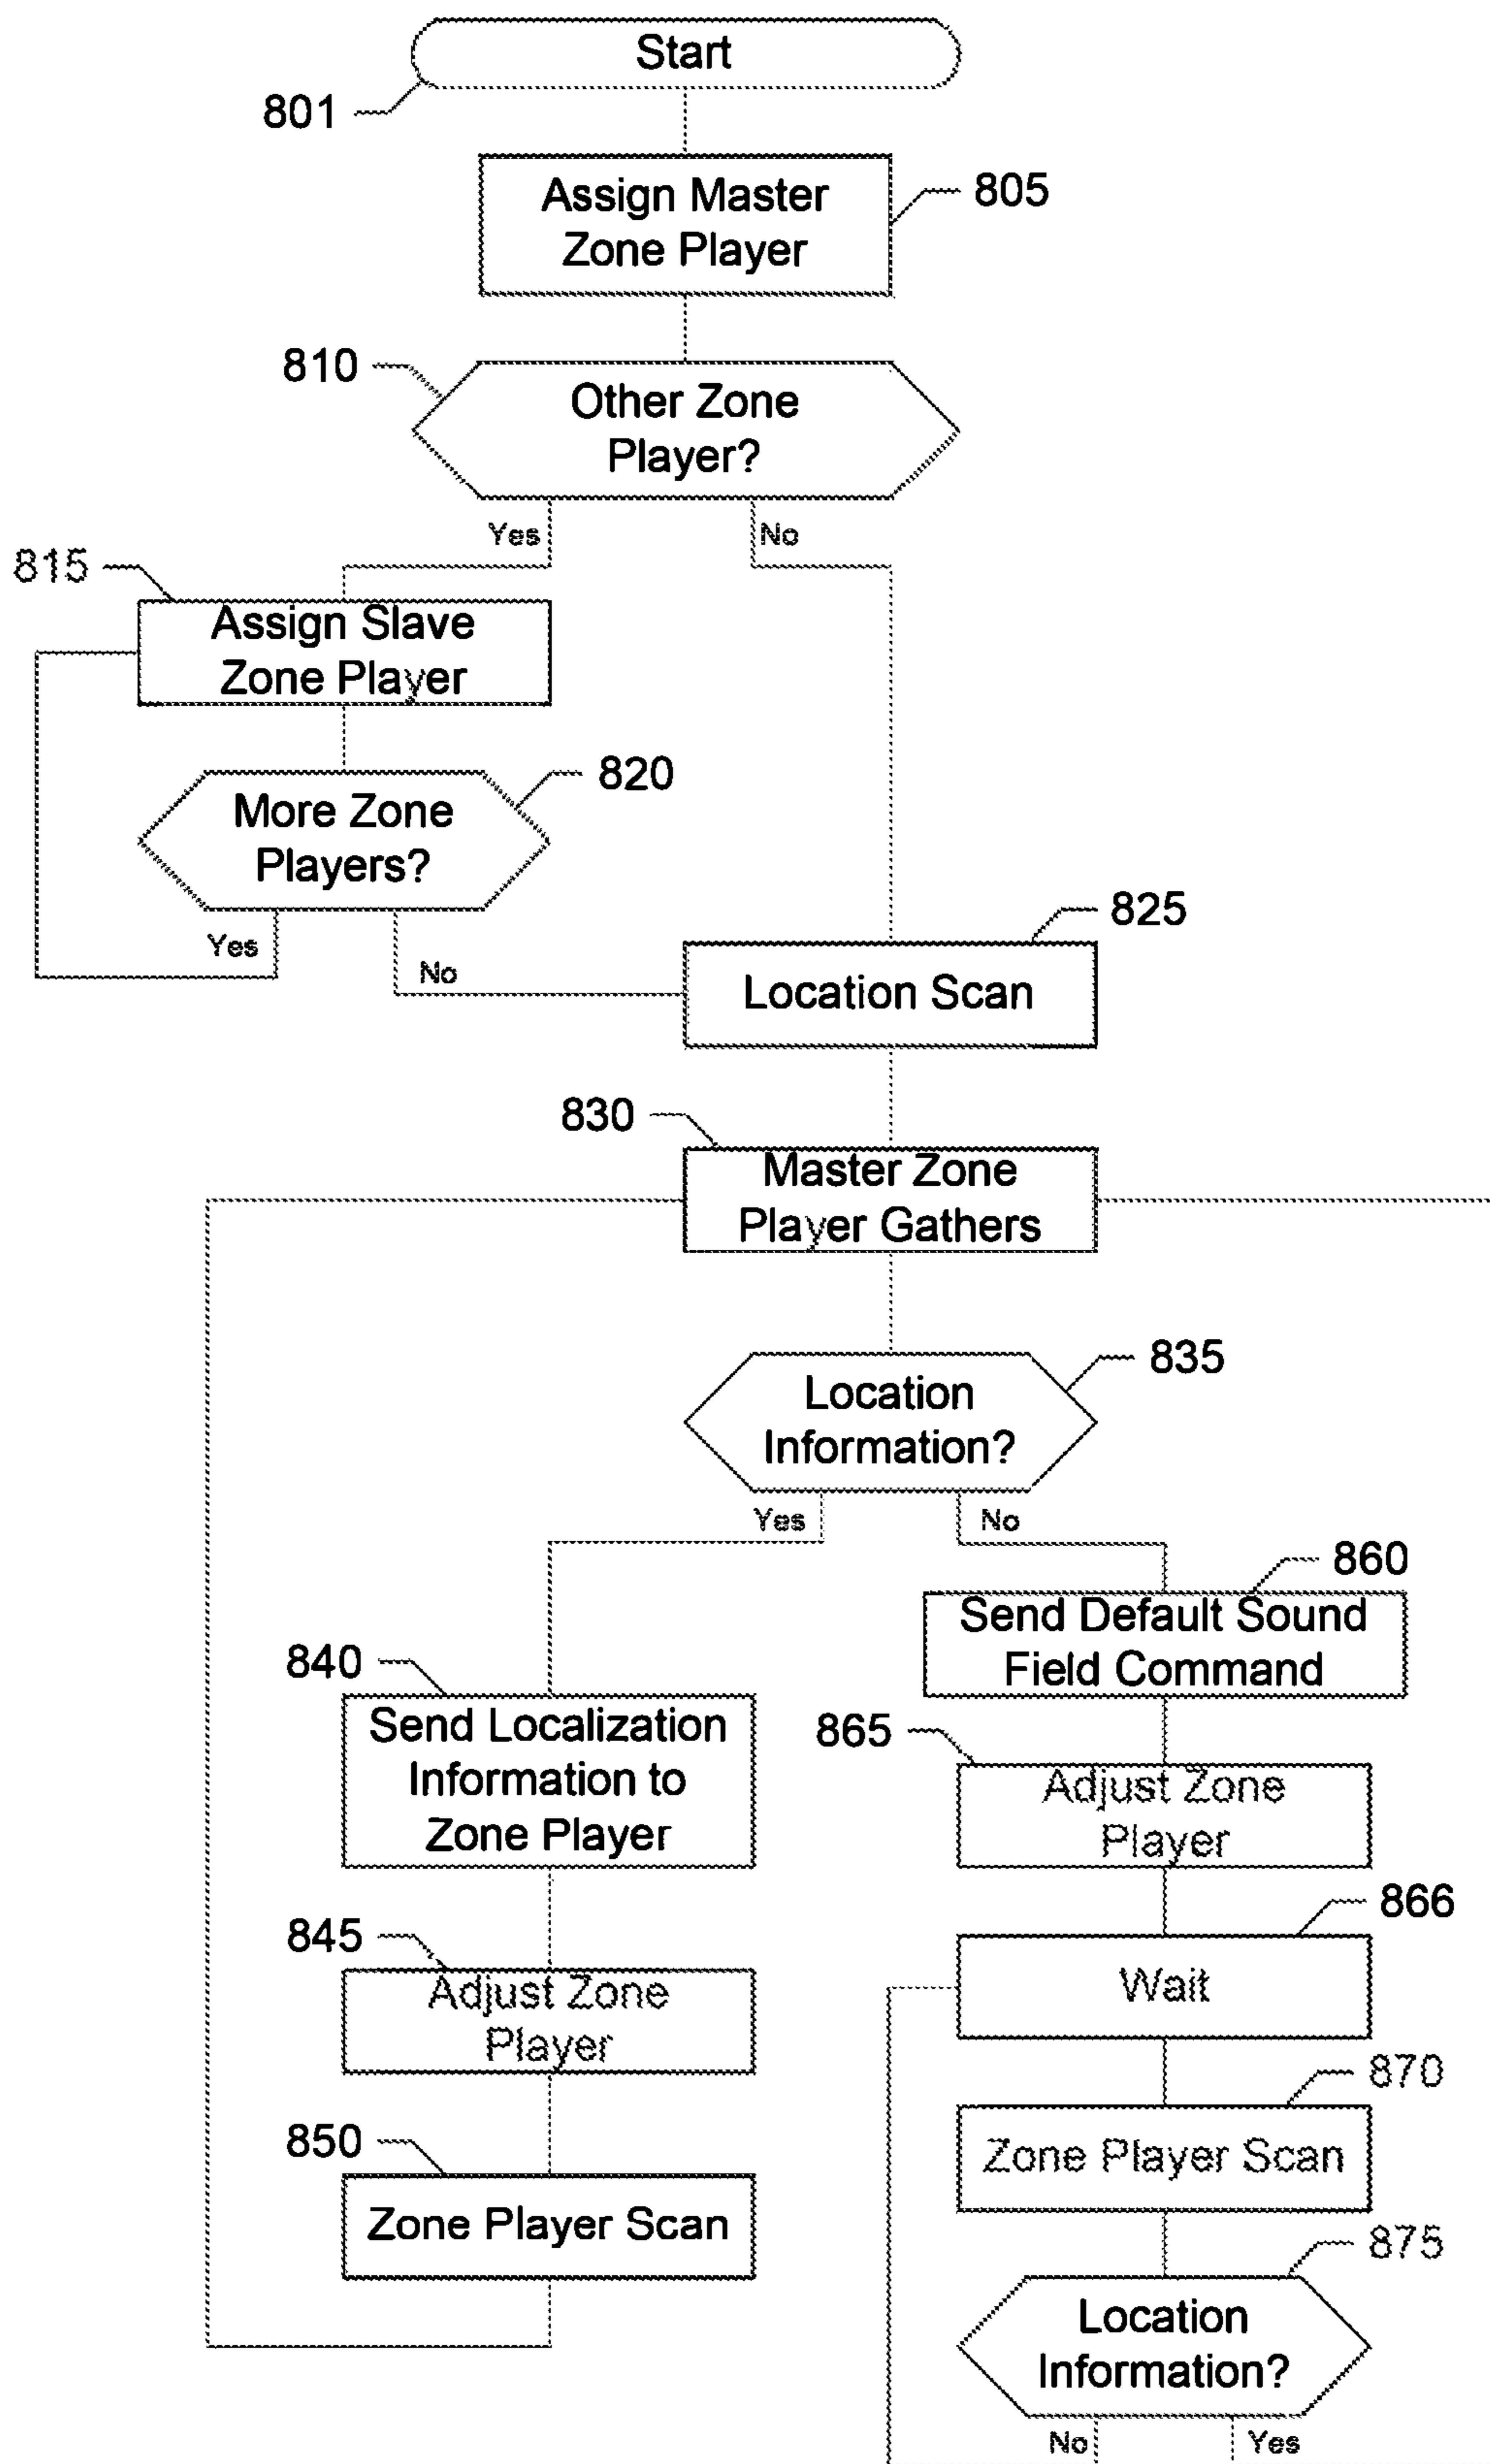 Start
801
Assign Master
Zone Player
805
810
Other Zone
Player?
Yes
No
815
Assign Slave
Zone Player
820
More Zone
Players?
Yes
No
825
Location Scan
830
Master Zone
Player Gathers
835
Location
Information?
Yes
No
860
Send Default Sound
Field Command
840
Send Localization
Information to
Zone Player
865
Adjust Zone
Player
866
Wait
845
Adjust Zone
Player
870
Zone Player Scan
850
Zone Player Scan
875
Location
Information?
No
Yes